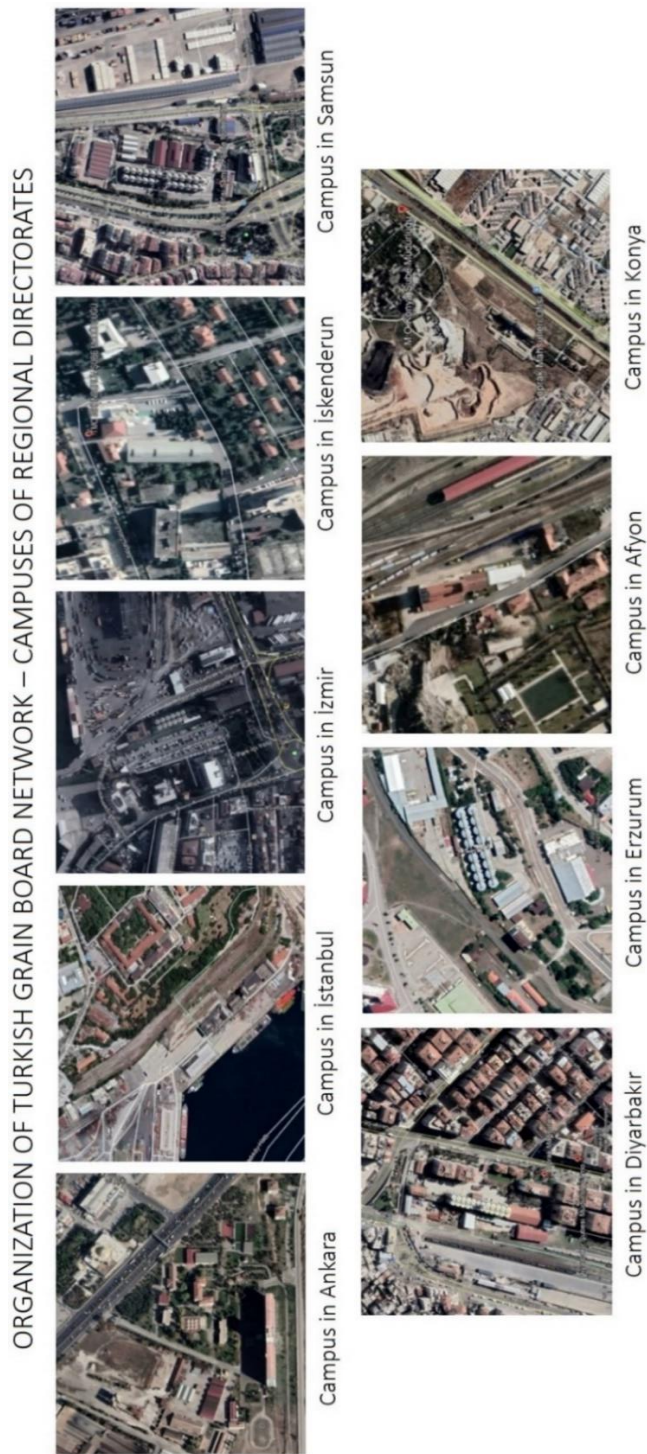 ORGANIZATION OF TURKISH GRAIN BOARD NETWORK – CAMPUSES OF REGIONAL DIRECTORATES
Campus in Ankara
Campus in İstanbul
Campus in İzmir
Campus in İskenderun
Campus in Samsun
Campus in Diyarbakır
Campus in Erzurum
Campus in Afyon
Campus in Konya